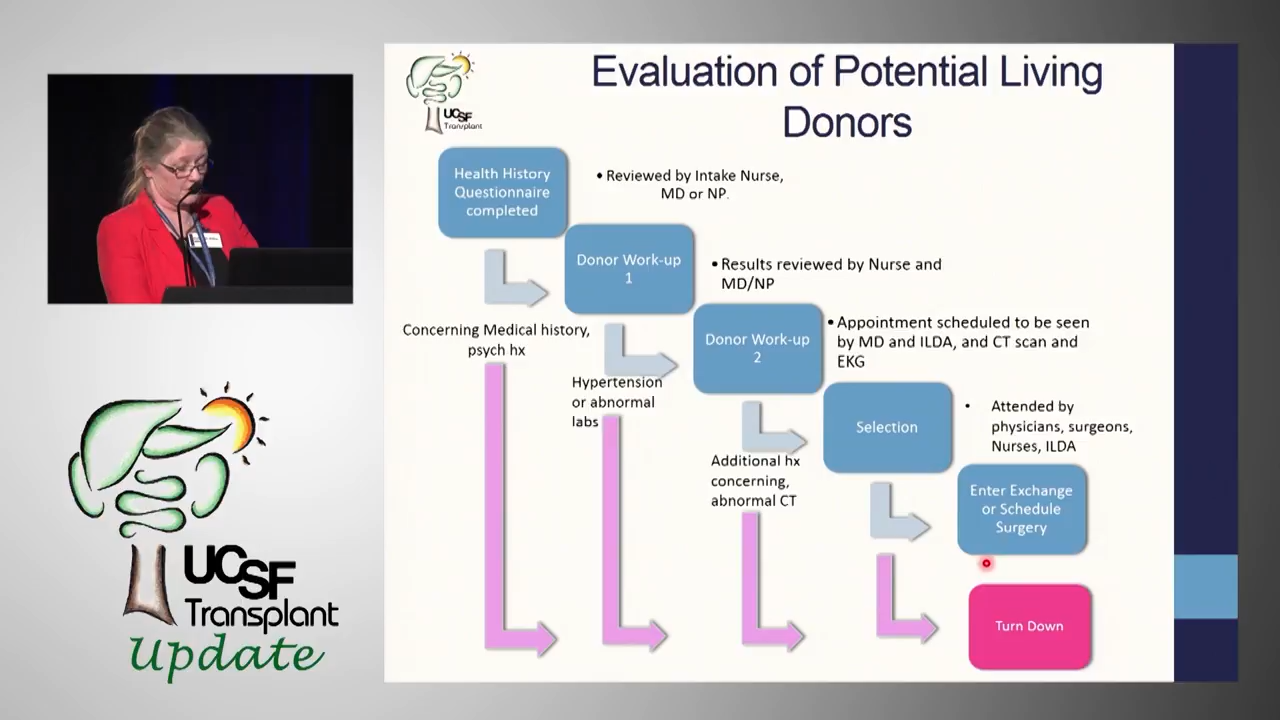 Evaluation of Potential Living
Donors
UCSF
Transplant
Health History
Questionnaire
completed
• Reviewed by Intake Nurse,
MD or NP.
Donor Work-up
1
• Results reviewed by Nurse and
MD/NP
Concerning Medical history,
psych hx
Donor Work-up
2
• Appointment scheduled to be seen
by MD and ILDA, and CT scan and
EKG
Hypertension
or abnormal
labs
Selection
• Attended by
physicians, surgeons,
Nurses, ILDA
Additional hx
concerning,
abnormal CT
Enter Exchange
or Schedule
Surgery
Turn Down
UCSF
Transplant
Update